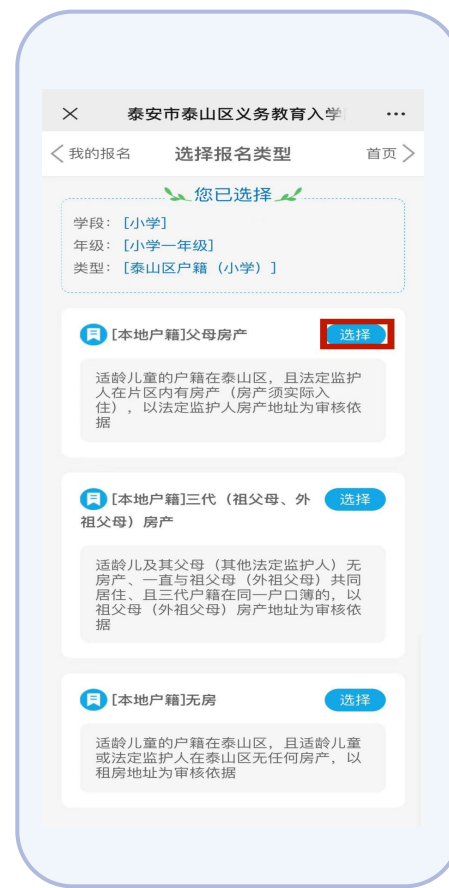 泰安市泰山区义务教育入学
我的报名 选择报名类型 首页
您已选择
学段：[小学]
年级：[小学一年级]
类型：[泰山区户籍（小学）]
[本地户籍]父母房产 选择
适龄儿童的户籍在泰山区，且法定监护
人在片区内有房产（房产须实际入
住），以法定监护人房产地址为审核依
据
[本地户籍]三代（祖父母、外 选择
祖父母）房产
适龄儿及其父母（其他法定监护人）无
房产、一直与祖父母（外祖父母）共同
居住、且三代户籍在同一户口薄的，以
祖父母（外祖父母）房产地址为审核依
据
[本地户籍]无房 选择
适龄儿童的户籍在泰山区，且适龄儿童
或法定监护人在泰山区无任何房产，以
租房地址为审核依据